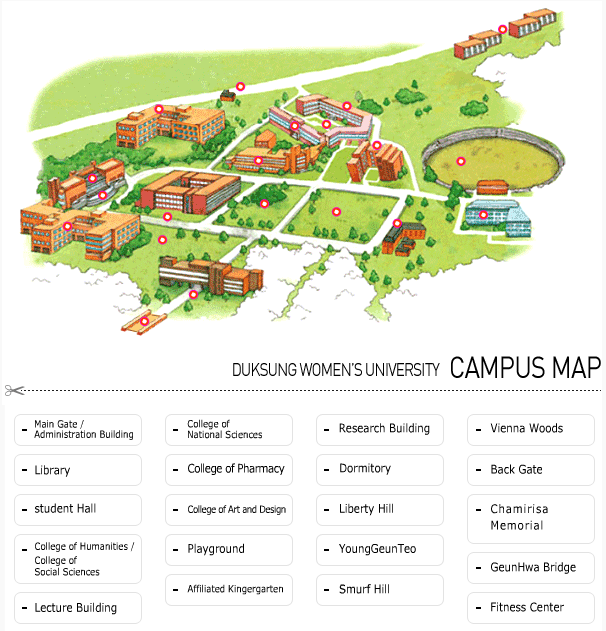 DUKSUNG WOMEN'S UNIVERSITY CAMPUS MAP
- Main Gate /
Administration Building
- Library
- student Hall
- College of Humanities /
College of
Social Sciences
- Lecture Building
- College of
National Sciences
- College of Pharmacy
- College of Art and Design
- Playground
- Affiliated Kingergarten
- Research Building
- Dormitory
- Liberty Hill
- YoungGeunTeo
- Smurf Hill
- Vienna Woods
- Back Gate
- Chamirisa
Memorial
- GeunHwa Bridge
- Fitness Center